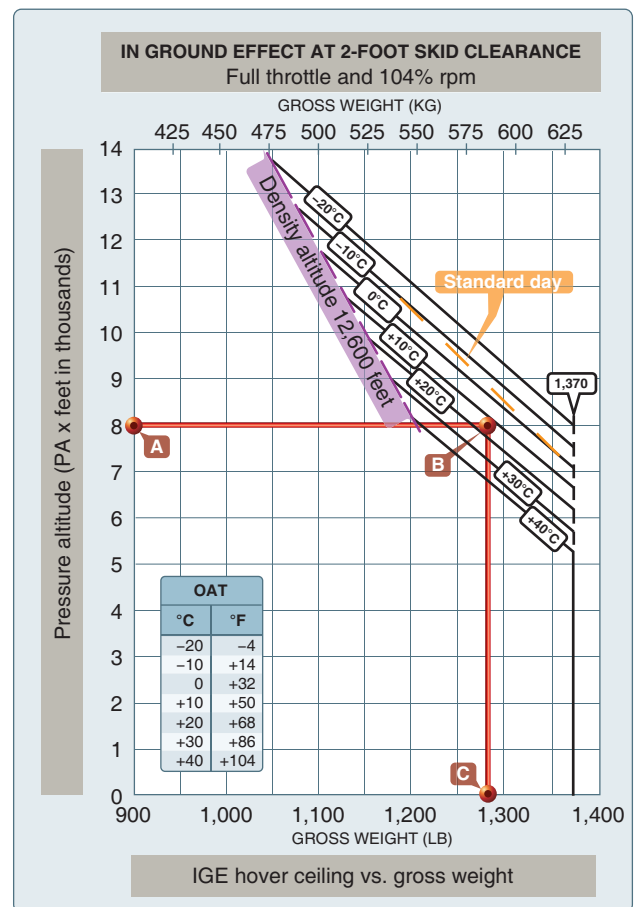 IN GROUND EFFECT AT 2-FOOT SKID CLEARANCE
Full throttle and 104% rpm
GROSS WEIGHT (KG)
425 450 475 500 525 550 575 600 625
Pressure altitude (PA x feet in thousands)
14
13
12
11
10
9
8
7
6
5
4
3
2
1
0
Density altitude 12,600 feet
–20°C
–10°C
0°C
+10°C
+20°C
+30°C
+40°C
Standard day
1,370
A
B
C
OAT
°C °F
–20 –4
–10 +14
0 +32
+10 +50
+20 +68
+30 +86
+40 +104
900 1,000 1,100 1,200 1,300 1,400
GROSS WEIGHT (LB)
IGE hover ceiling vs. gross weight